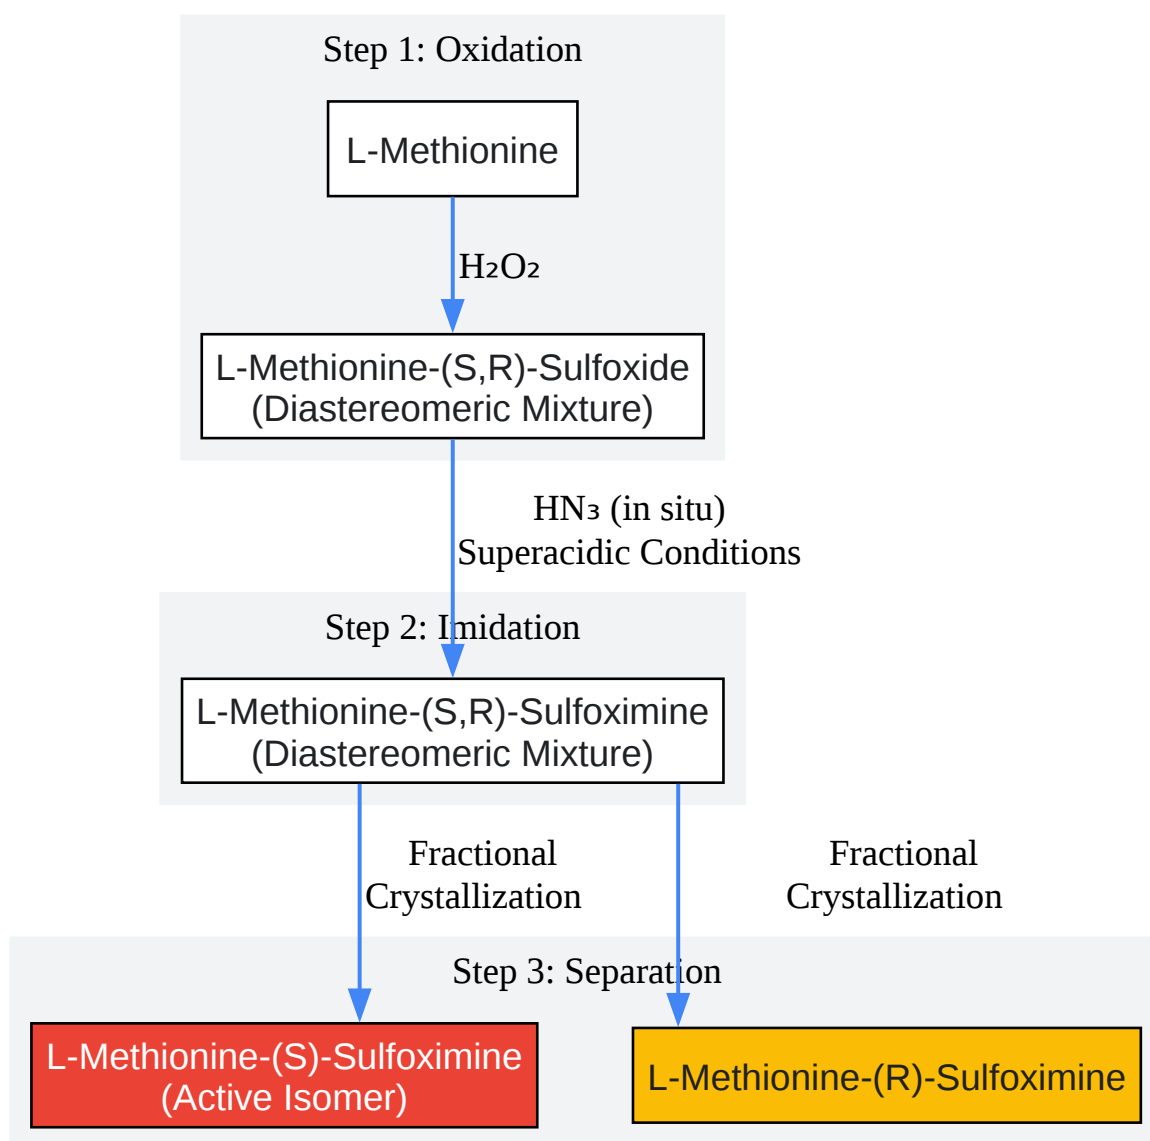 Step 1: Oxidation
L-Methionine
H₂O₂
L-Methionine-(S,R)-Sulfoxide
(Diastereomeric Mixture)
HN₃ (in situ)
Superacidic Conditions
Step 2: Imidation
L-Methionine-(S,R)-Sulfoximine
(Diastereomeric Mixture)
Fractional
Crystallization
Fractional
Crystallization
Step 3: Separation
L-Methionine-(S)-Sulfoximine
(Active Isomer)
L-Methionine-(R)-Sulfoximine